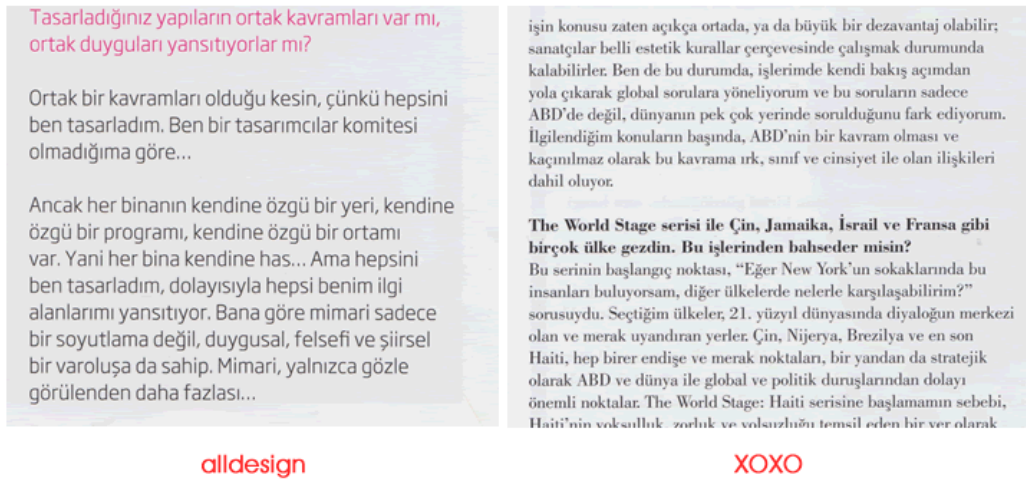 Tasarladığınız yapıların ortak kavramları var mı,
ortak duyguları yansıtıyorlar mı?
Ortak bir kavramları olduğu kesin, çünkü hepsini
ben tasarladım. Ben bir tasarımcılar komitesi
olmadığıma göre...
Ancak her binanın kendine özgü bir yeri, kendine
özgü bir programı, kendine özgü bir ortamı
var. Yani her bina kendine has... Ama hepsini
ben tasarladım, dolayısıyla hepsi benim ilgi
alanlarımı yansıtıyor. Bana göre mimari sadece
bir soyutlama değil, duygusal, felsefi ve şiirsel
bir varoluşa da sahip. Mimari, yalnızca gözle
görülenden daha fazlası...
alldesign
işin konusu zaten açıkça ortada, ya da büyük bir dezavantaj olabilir;
sanatçılar belli estetik kurallar çerçevesinde çalışmak durumunda
kalabilirler. Ben de bu durumda, işlerimde kendi bakış açımdan
yola çıkarak global sorulara yöneliyorum ve bu soruların sadece
ABD'de değil, dünyanın pek çok yerinde sorulduğunu fark ediyorum.
İlgilendiğim konuların başında, ABD'nin bir kavram olması ve
kaçınılmaz olarak bu kavrama ırk, sınıf ve cinsiyet ile olan ilişkileri
dahil oluyor.
The World Stage serisi ile Çin, Jamaika, İsrail ve Fransa gibi
birçok ülke gezdin. Bu işlerinden bahseder misin?
Bu serinin başlangıç noktası, “Eğer New York'un sokaklarında bu
insanları buluyorsam, diğer ülkelerde nelerle karşılaşabilirim?”
sorusuydu. Seçtiğim ülkeler, 21. yüzyıl dünyasında diyaloğun merkezi
olan ve merak uyandıran yerler. Çin, Nijerya, Brezilya ve en son
Haiti, hep birer endişe ve merak noktaları, bir yandan da stratejik
olarak ABD ve dünya ile global ve politik duruşlarından dolayı
önemli noktalar. The World Stage: Haiti serisine başlamamın sebebi,
Haiti'nin yoksulluk, zorluk ve yolsuzluğu temsil eden bir yer olarak
XOXO